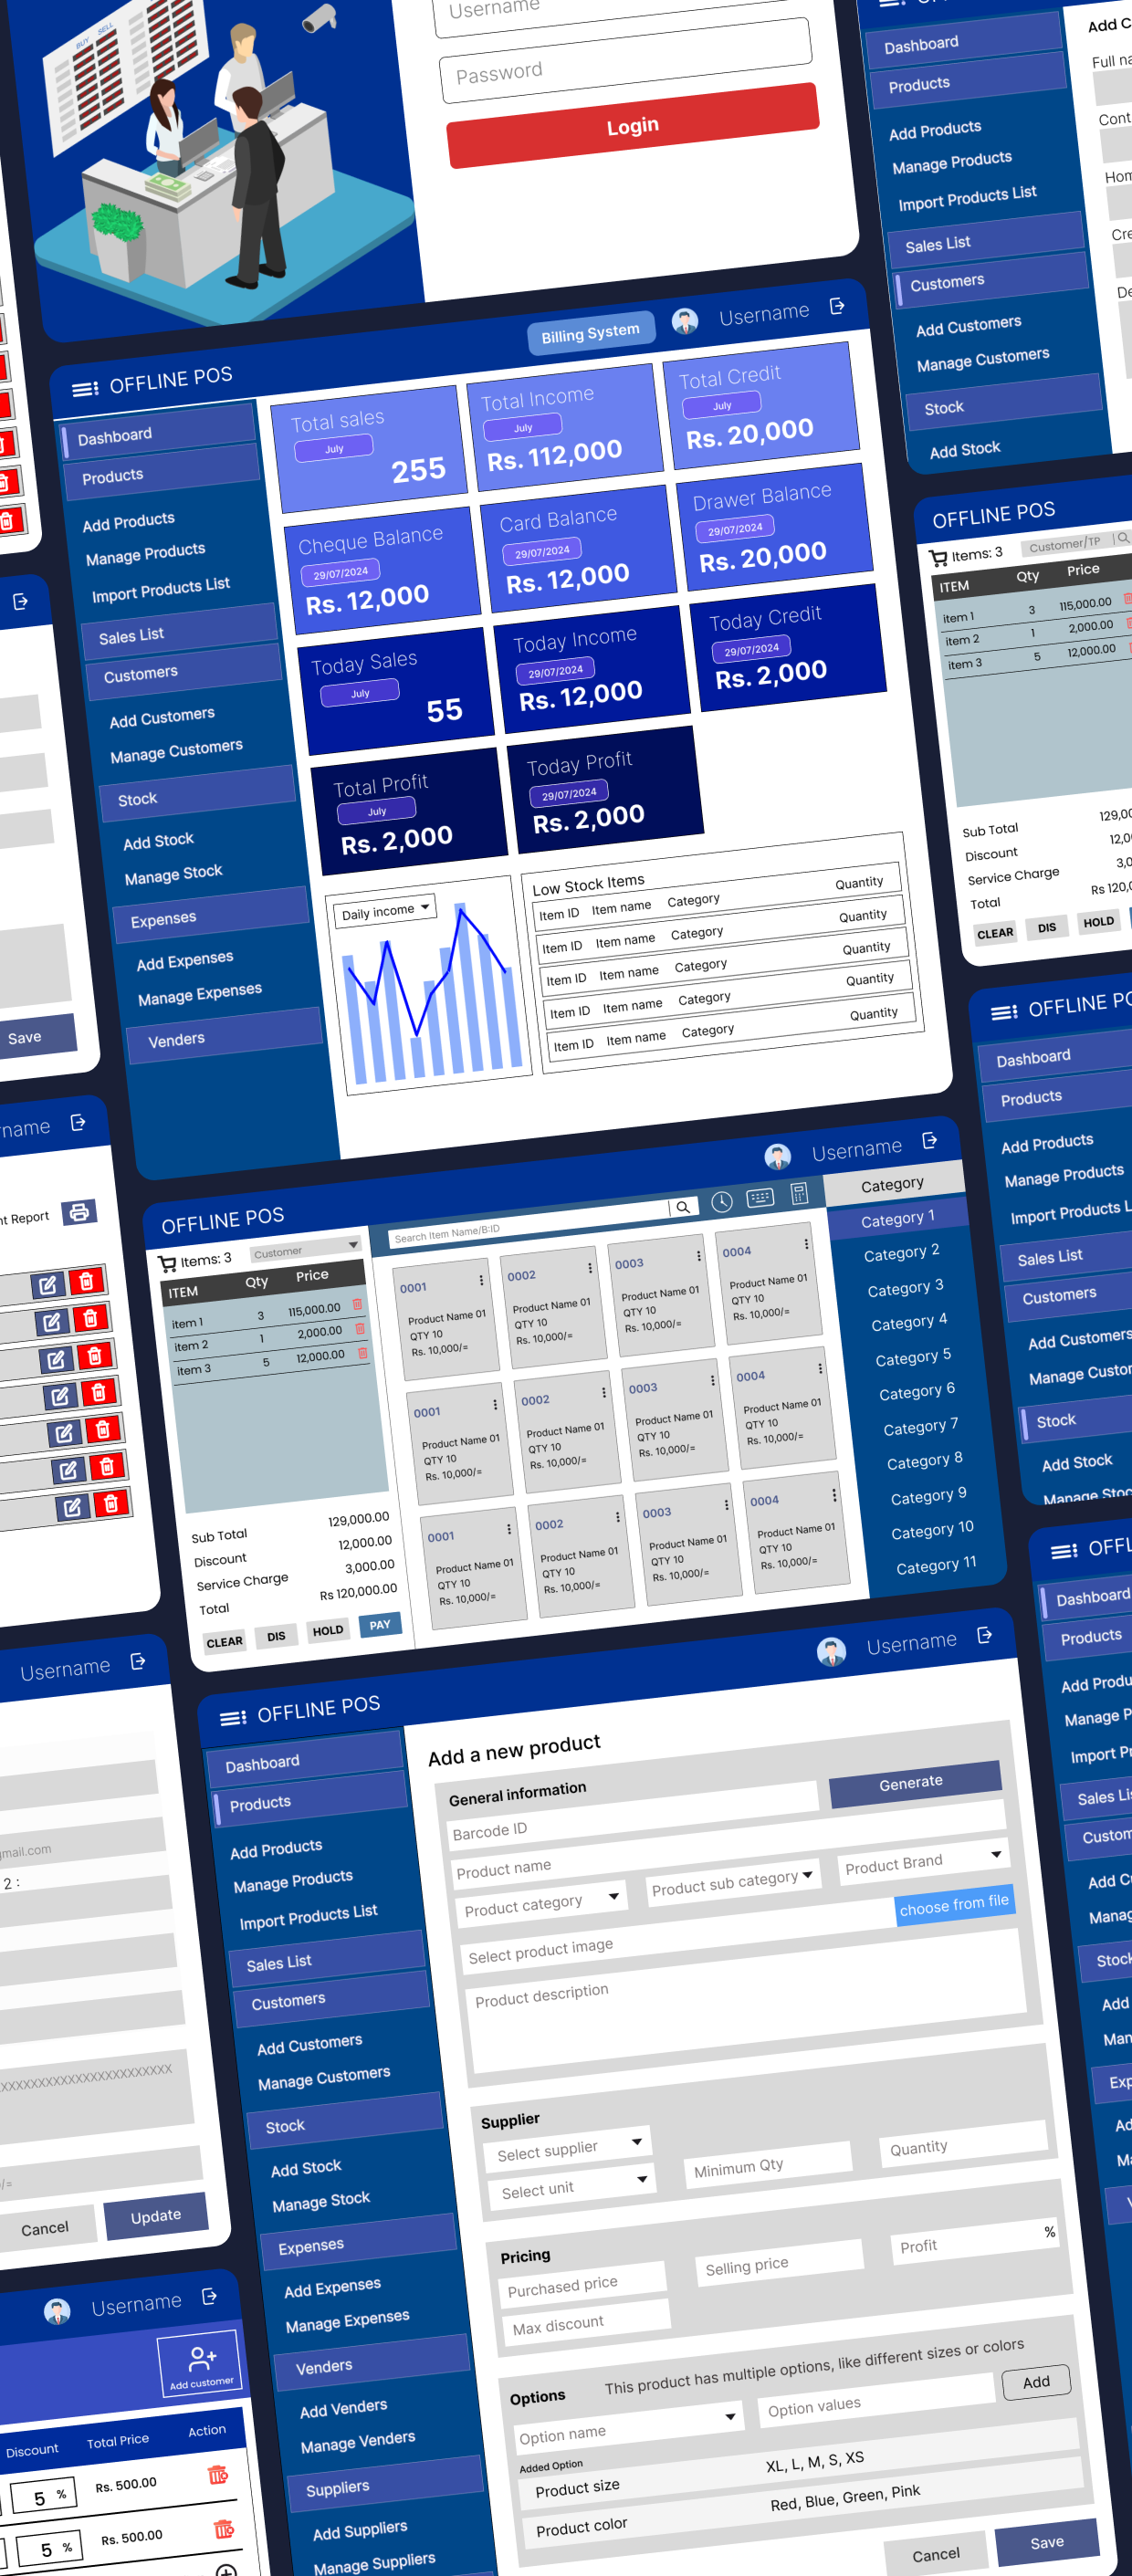 BUY SELL
Username
Password
Login
Billing System
Username
OFFLINE POS
Dashboard
Products
Add Products
Manage Products
Import Products List
Sales List
Customers
Add Customers
Manage Customers
Stock
Add Stock
Manage Stock
Expenses
Add Expenses
Manage Expenses
Venders
Total sales
July
255
Total Income
July
Rs. 112,000
Total Credit
July
Rs. 20,000
Cheque Balance
29/07/2024
Rs. 12,000
Card Balance
29/07/2024
Rs. 12,000
Drawer Balance
29/07/2024
Rs. 20,000
Today Sales
July
55
Today Income
29/07/2024
Rs. 12,000
Today Credit
29/07/2024
Rs. 2,000
Total Profit
July
Rs. 2,000
Today Profit
29/07/2024
Rs. 2,000
Daily income
Low Stock Items
Item ID Item name Category Quantity
Item ID Item name Category Quantity
Item ID Item name Category Quantity
Item ID Item name Category Quantity
Item ID Item name Category Quantity
OFFLINE POS
Username
Items: 3 Customer
ITEM Qty Price
item 1 3 115,000.00
item 2 1 2,000.00
item 3 5 12,000.00
Sub Total 129,000.00
Discount 12,000.00
Service Charge 3,000.00
Total Rs 120,000.00
CLEAR DIS HOLD PAY
Search Item Name/B:ID
0001
Product Name 01
QTY 10
Rs. 10,000/=
0002
Product Name 01
QTY 10
Rs. 10,000/=
0003
Product Name 01
QTY 10
Rs. 10,000/=
0004
Product Name 01
QTY 10
Rs. 10,000/=
0001
Product Name 01
QTY 10
Rs. 10,000/=
0002
Product Name 01
QTY 10
Rs. 10,000/=
0003
Product Name 01
QTY 10
Rs. 10,000/=
0004
Product Name 01
QTY 10
Rs. 10,000/=
0001
Product Name 01
QTY 10
Rs. 10,000/=
0002
Product Name 01
QTY 10
Rs. 10,000/=
0003
Product Name 01
QTY 10
Rs. 10,000/=
0004
Product Name 01
QTY 10
Rs. 10,000/=
Category
Category 1
Category 2
Category 3
Category 4
Category 5
Category 6
Category 7
Category 8
Category 9
Category 10
Category 11
OFFLINE POS
Username
Dashboard
Products
Add Products
Manage Products
Import Products List
Sales List
Customers
Add Customers
Manage Customers
Stock
Add Stock
Manage Stock
Expenses
Add Expenses
Manage Expenses
Venders
Add Venders
Manage Venders
Suppliers
Add Suppliers
Manage Suppliers
Add a new product
General information
Barcode ID
Generate
Product name
Product category
Product sub category
Product Brand
Select product image
choose from file
Product description
Supplier
Select supplier
Select unit
Minimum Qty
Quantity
Pricing
Purchased price
Selling price
Profit %
Max discount
Options This product has multiple options, like different sizes or colors
Option name
Option values
Add
Added Option
Product size XL, L, M, S, XS
Product color Red, Blue, Green, Pink
Cancel
Save
Dashboard
Products
Add Products
Manage Products
Import Products List
Sales List
Customers
Add Customers
Manage Customers
Stock
Add Stock
Add C
Full na
Cont
Hom
Cre
De
OFFLINE POS
Items: 3 Customer/TP
ITEM Qty Price
item 1 3 115,000.00
item 2 1 2,000.00
item 3 5 12,000.00
Sub Total 129,00
Discount 12,00
Service Charge 3,0
Total Rs 120,0
CLEAR DIS HOLD
OFFLINE PO
Dashboard
Products
Add Products
Manage Products
Import Products L
Sales List
Customers
Add Customers
Manage Custor
Stock
Add Stock
Manage Stoc
OFFL
Dashboard
Products
Add Produ
Manage P
Import Pr
Sales Lis
Custom
Add Cu
Manag
Stock
Add
Man
Exp
Ad
Ma
V
Save
rname
nt Report
Username
gmail.com
2 :
XXXXXXXXXXXXXXXXXXXXXXXX
/=
Cancel
Update
Username
Add customer
Discount Total Price Action
5 % Rs. 500.00
5 % Rs. 500.00